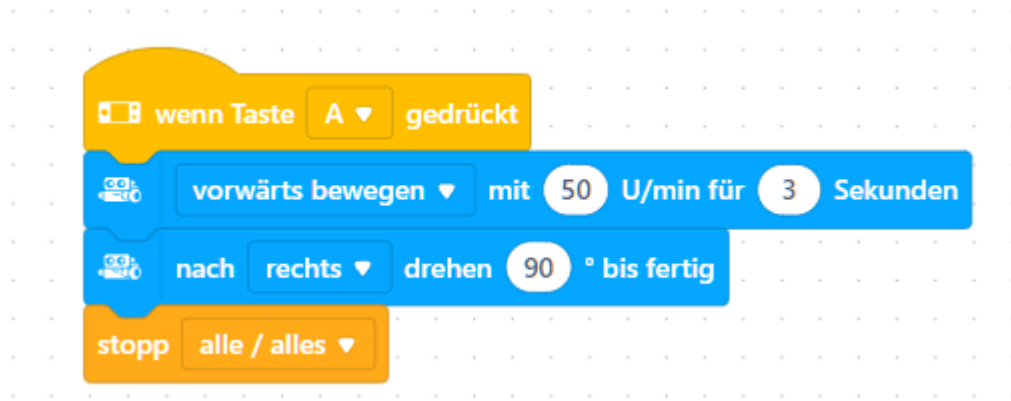 wenn Taste A gedrückt
vorwärts bewegen mit 50 U/min für 3 Sekunden
nach rechts drehen 90 ° bis fertig
stopp alle / alles